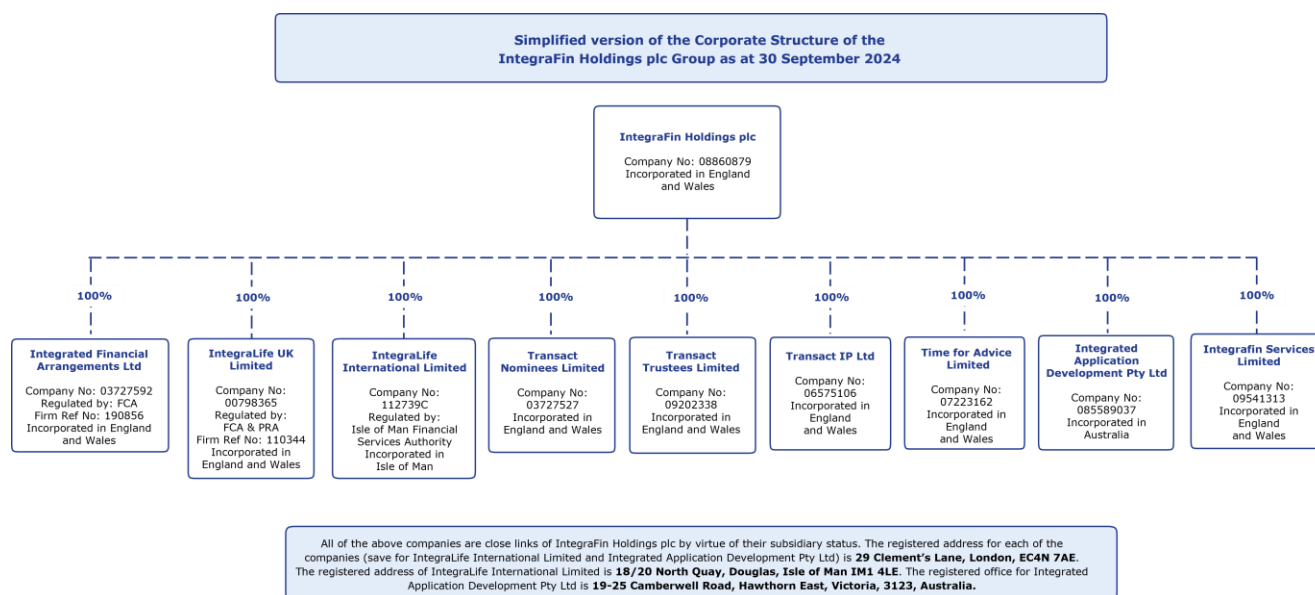 Simplified version of the Corporate Structure of the
IntegraFin Holdings plc Group as at 30 September 2024
IntegraFin Holdings plc
Company No: 08860879
Incorporated in England
and Wales
100%
100%
100%
100%
100%
100%
100%
100%
100%
Integrated Financial
Arrangements Ltd
Company No: 03727592
Regulated by: FCA
Firm Ref No: 190856
Incorporated in England
and Wales
IntegraLife UK
Limited
Company No:
00798365
Regulated by:
FCA & PRA
Firm Ref No: 110344
Incorporated in
England and Wales
IntegraLife
International Limited
Company No:
112739C
Regulated by:
Isle of Man Financial
Services Authority
Incorporated in
Isle of Man
Transact
Nominees Limited
Company No:
03727527
Incorporated in
England and Wales
Transact
Trustees Limited
Company No:
09202338
Incorporated in
England and Wales
Transact IP Ltd
Company No:
06575106
Incorporated in
England
and Wales
Time for Advice
Limited
Company No:
07223162
Incorporated in
England
and Wales
Integrated
Application
Development Pty Ltd
Company No:
085589037
Incorporated in
Australia
Integrafin Services
Limited
Company No:
09541313
Incorporated in
England
and Wales
All of the above companies are close links of IntegraFin Holdings plc by virtue of their subsidiary status. The registered address for each of the
companies (save for IntegraLife International Limited and Integrated Application Development Pty Ltd) is 29 Clement's Lane, London, EC4N 7AE.
The registered address of IntegraLife International Limited is 18/20 North Quay, Douglas, Isle of Man IM1 4LE. The registered office for Integrated
Application Development Pty Ltd is 19-25 Camberwell Road, Hawthorn East, Victoria, 3123, Australia.